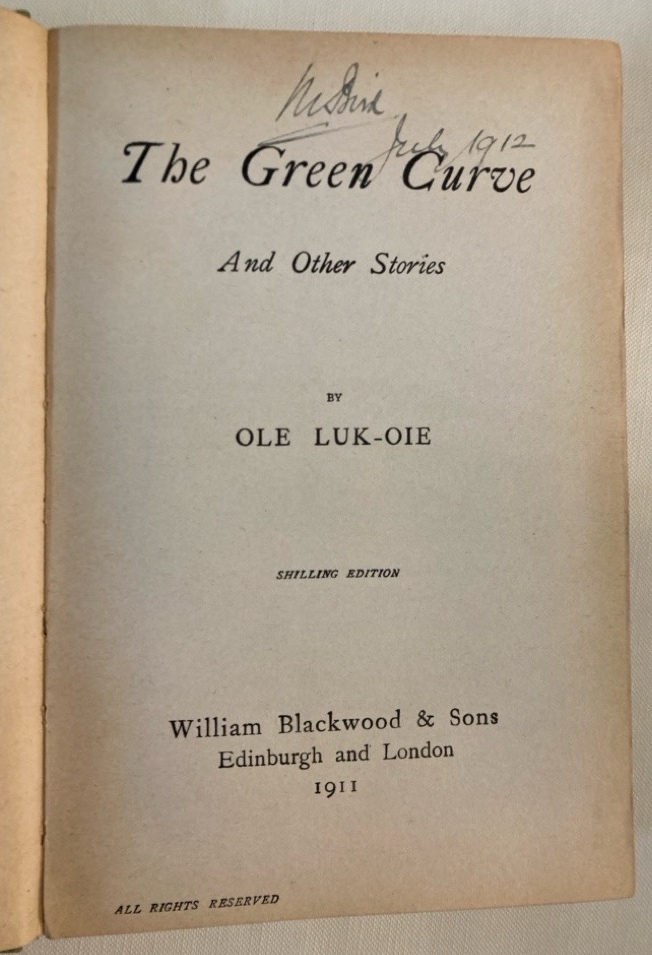 July 1912
The Green Curve
And Other Stories
BY
OLE LUK-OIE
SHILLING EDITION
William Blackwood & Sons
Edinburgh and London
1911
ALL RIGHTS RESERVED